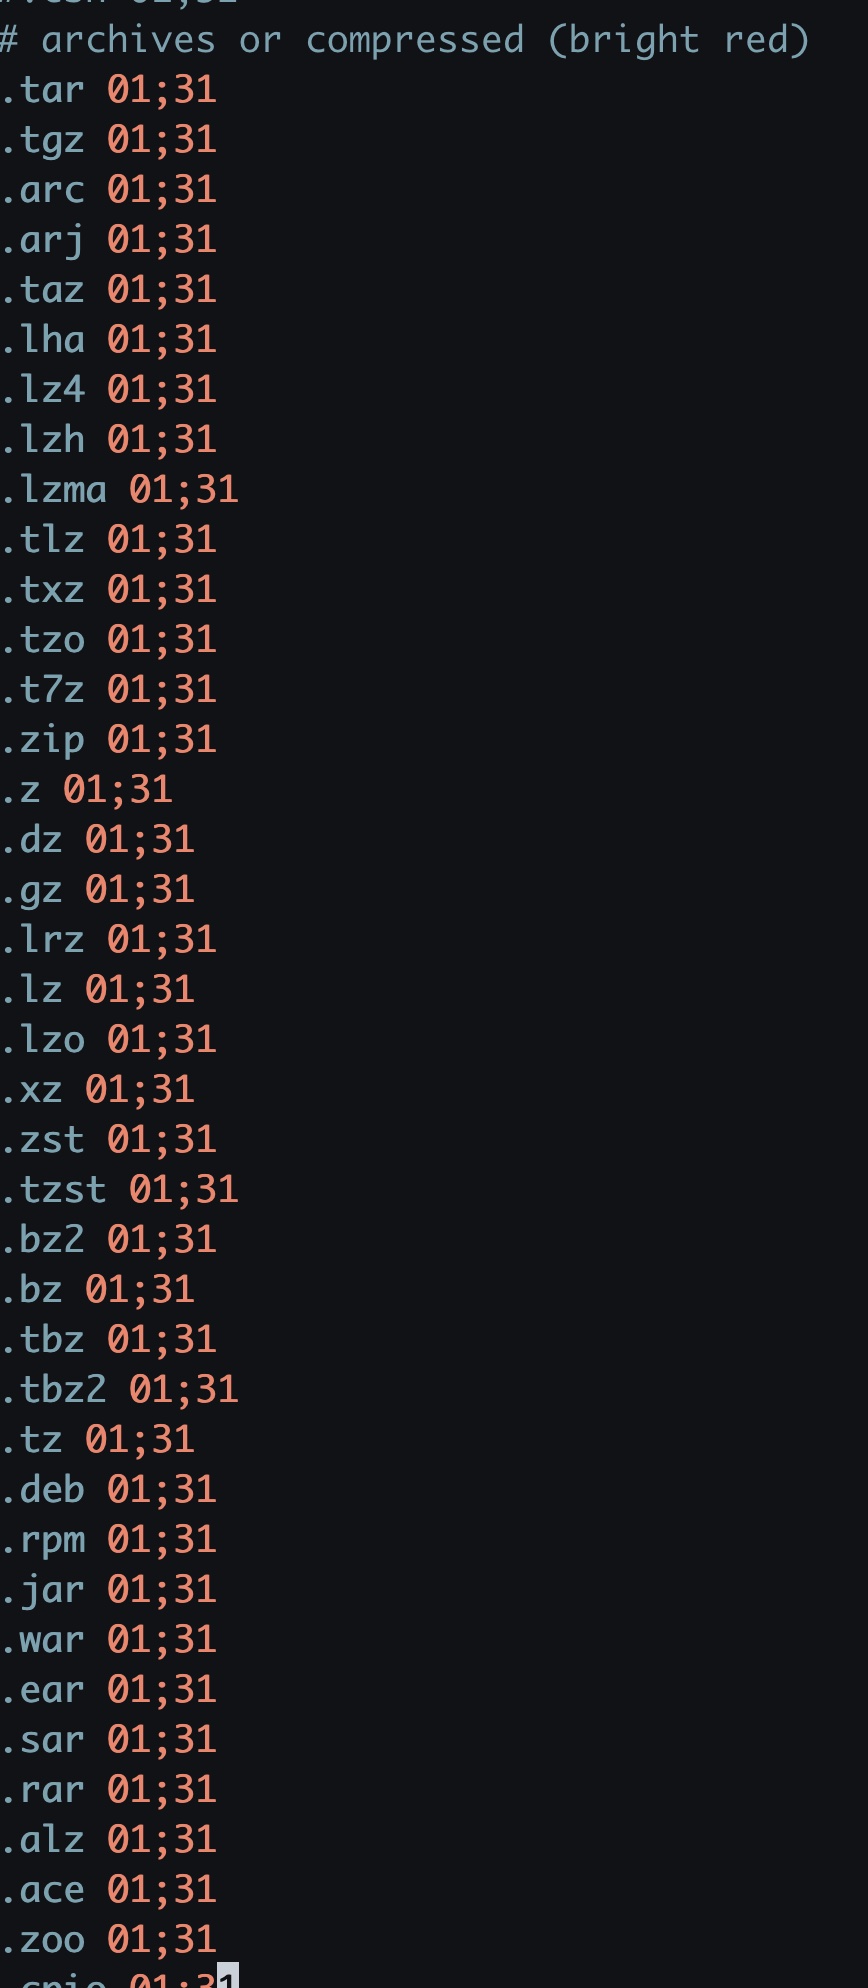 # archives or compressed (bright red)
.tar 01;31
.tgz 01;31
.arc 01;31
.arj 01;31
.taz 01;31
.lha 01;31
.lz4 01;31
.lzh 01;31
.lzma 01;31
.tlz 01;31
.txz 01;31
.tzo 01;31
.t7z 01;31
.zip 01;31
.z 01;31
.dz 01;31
.gz 01;31
.lrz 01;31
.lz 01;31
.lzo 01;31
.xz 01;31
.zst 01;31
.tzst 01;31
.bz2 01;31
.bz 01;31
.tbz 01;31
.tbz2 01;31
.tz 01;31
.deb 01;31
.rpm 01;31
.jar 01;31
.war 01;31
.ear 01;31
.sar 01;31
.rar 01;31
.alz 01;31
.ace 01;31
.zoo 01;31
.cpio 01;31